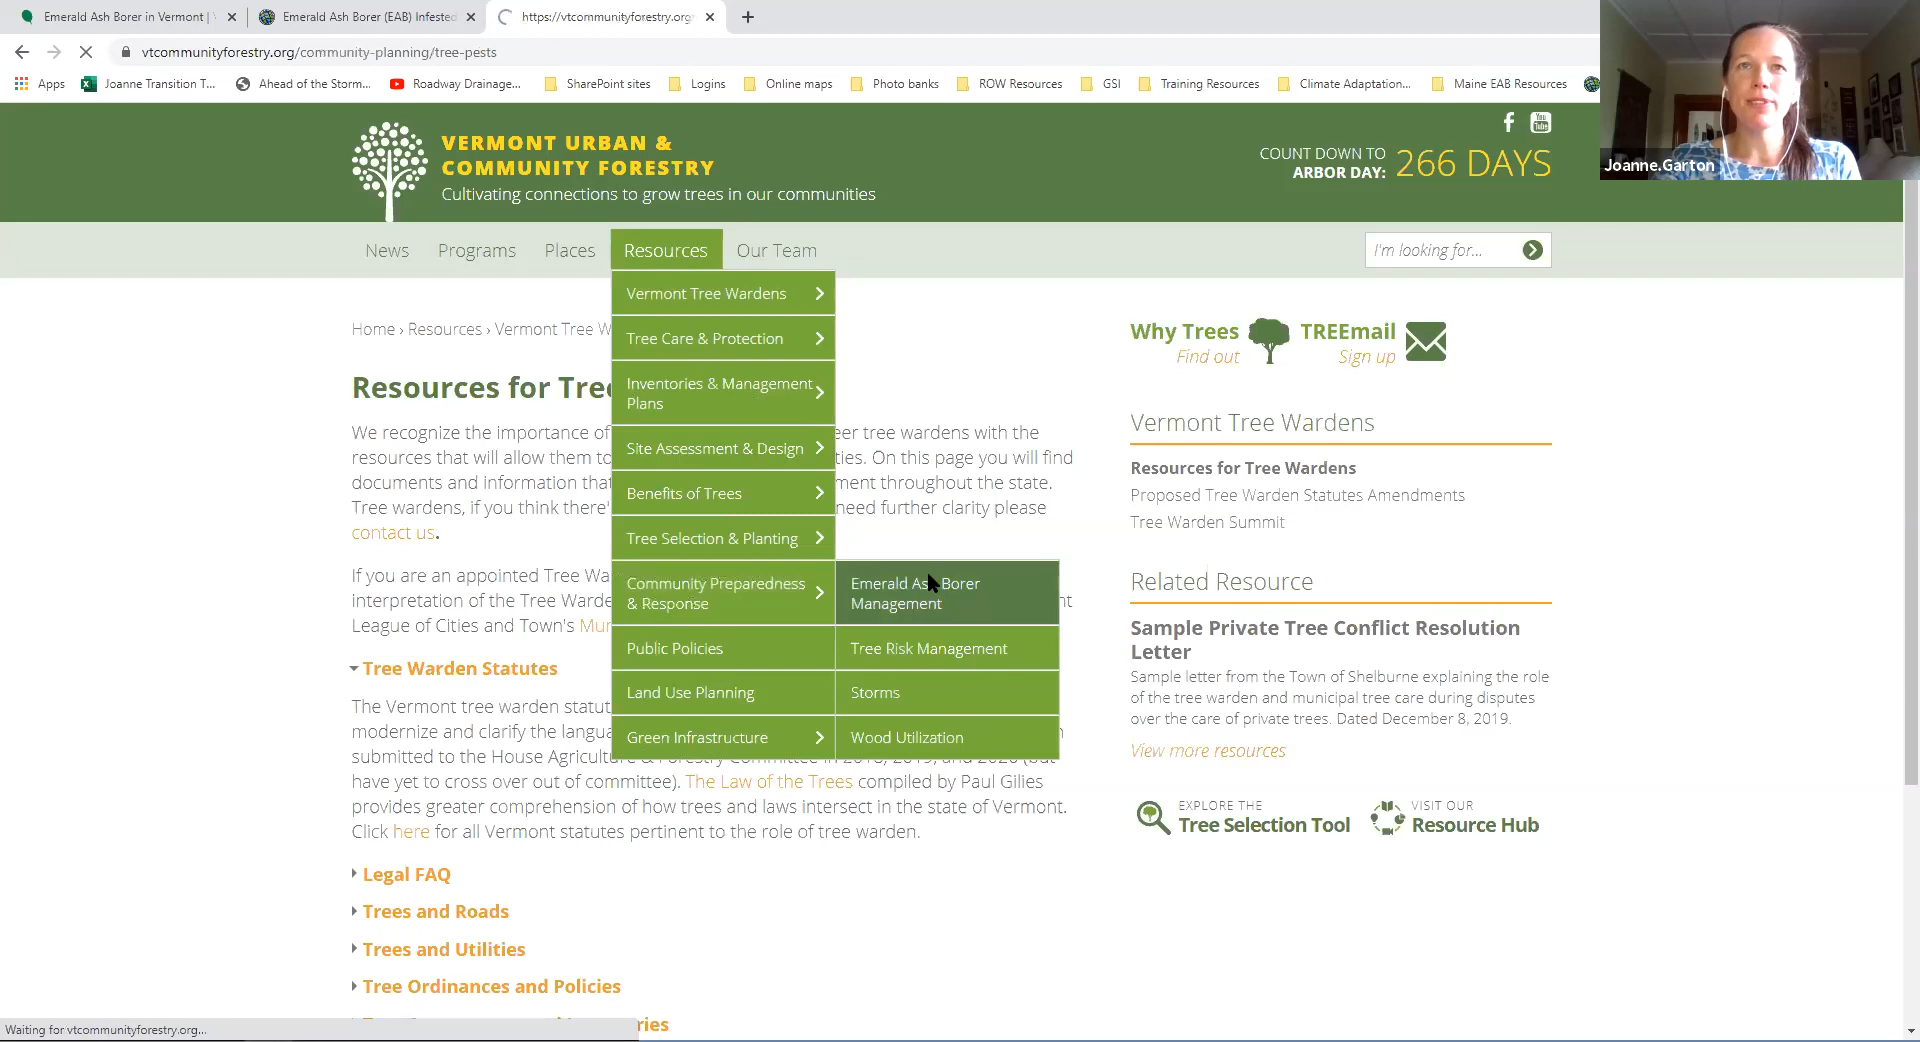 Emerald Ash Borer in Vermont |
Emerald Ash Borer (EAB) Infested
https://vtcommunityforestry.org
vtcommunityforestry.org/community-planning/tree-pests
Apps
Joanne Transition T...
Ahead of the Storm...
Roadway Drainage...
SharePoint sites
Logins
Online maps
Photo banks
ROW Resources
GSI
Training Resources
Climate Adaptation...
Maine EAB Resources
Joanne.Garton
VERMONT URBAN &
COMMUNITY FORESTRY
Cultivating connections to grow trees in our communities
You
Tube
COUNT DOWN TO
ARBOR DAY:
266 DAYS
News
Programs
Places
Resources
Our Team
I'm looking for...
Vermont Tree Wardens
Tree Care & Protection
Inventories & Management
Plans
Site Assessment & Design
Benefits of Trees
Tree Selection & Planting
Community Preparedness
& Response
Public Policies
Land Use Planning
Green Infrastructure
Emerald Ash Borer
Management
Tree Risk Management
Storms
Wood Utilization
Home › Resources › Vermont Tree W
Resources for Tre
We recognize the importance of eer tree wardens with the
resources that will allow them to ties. On this page you will find
documents and information that ment throughout the state.
Tree wardens, if you think there' need further clarity please
contact us.
If you are an appointed Tree Wa
interpretation of the Tree Warde nt
League of Cities and Town's Mun
Tree Warden Statutes
The Vermont tree warden statut
modernize and clarify the langua
submitted to the House Agricultu & Forestry Committee in 2018, 2019, and 2020 (but
have yet to cross over out of committee). The Law of the Trees compiled by Paul Gilies
provides greater comprehension of how trees and laws intersect in the state of Vermont.
Click here for all Vermont statutes pertinent to the role of tree warden.
Legal FAQ
Trees and Roads
Trees and Utilities
Tree Ordinances and Policies
ries
Why Trees
Find out
TREEmail
Sign up
Vermont Tree Wardens
Resources for Tree Wardens
Proposed Tree Warden Statutes Amendments
Tree Warden Summit
Related Resource
Sample Private Tree Conflict Resolution
Letter
Sample letter from the Town of Shelburne explaining the role
of the tree warden and municipal tree care during disputes
over the care of private trees. Dated December 8, 2019.
View more resources
EXPLORE THE
Tree Selection Tool
VISIT OUR
Resource Hub
Waiting for vtcommunityforestry.org...